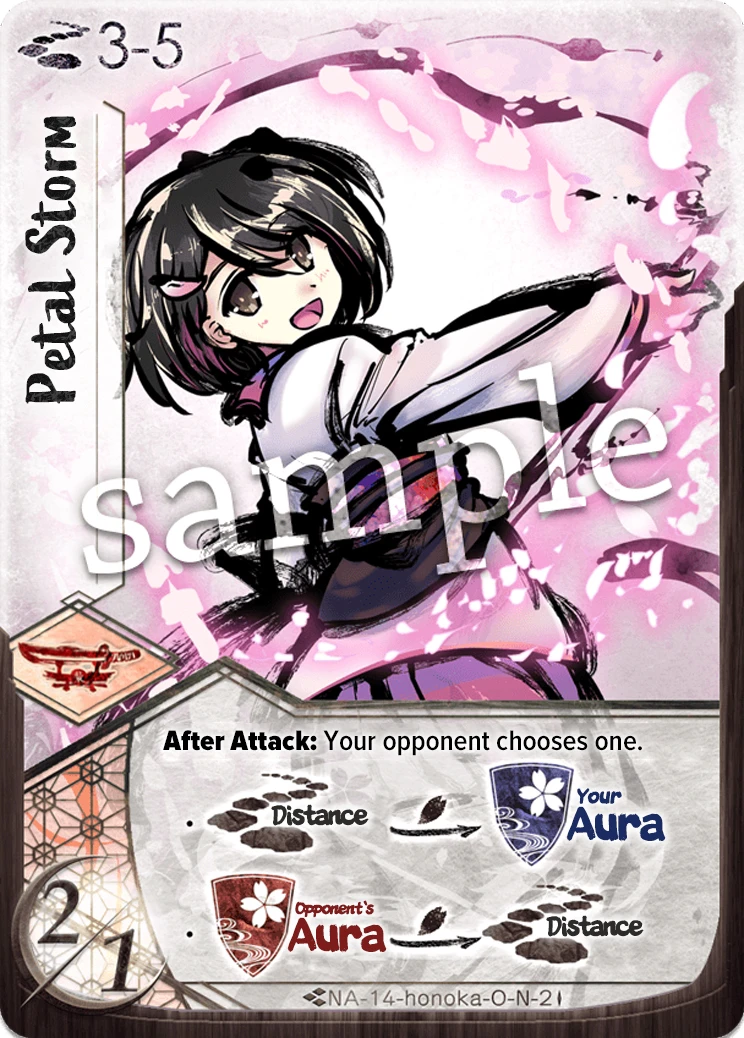 3-5
Petal Storm
sample
After Attack: Your opponent chooses one.
· Distance Your Aura
· Opponent's Aura Distance
2/1
NA-14-honoka-O-N-2